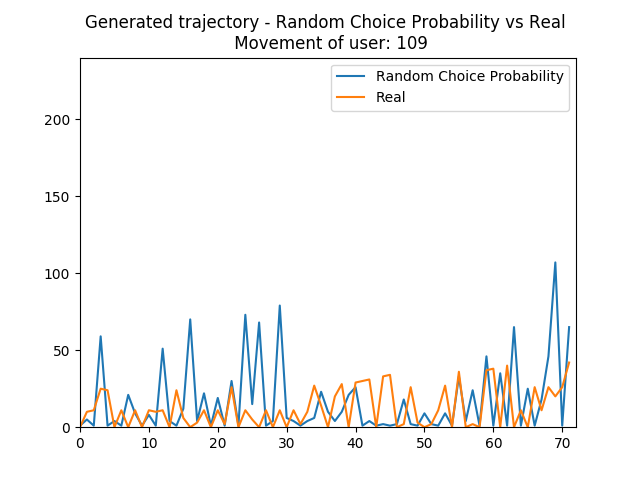 Generated trajectory - Random Choice Probability vs Real
Movement of user: 109
Random Choice Probability
Real
200
150
100
50
0
0 10 20 30 40 50 60 70